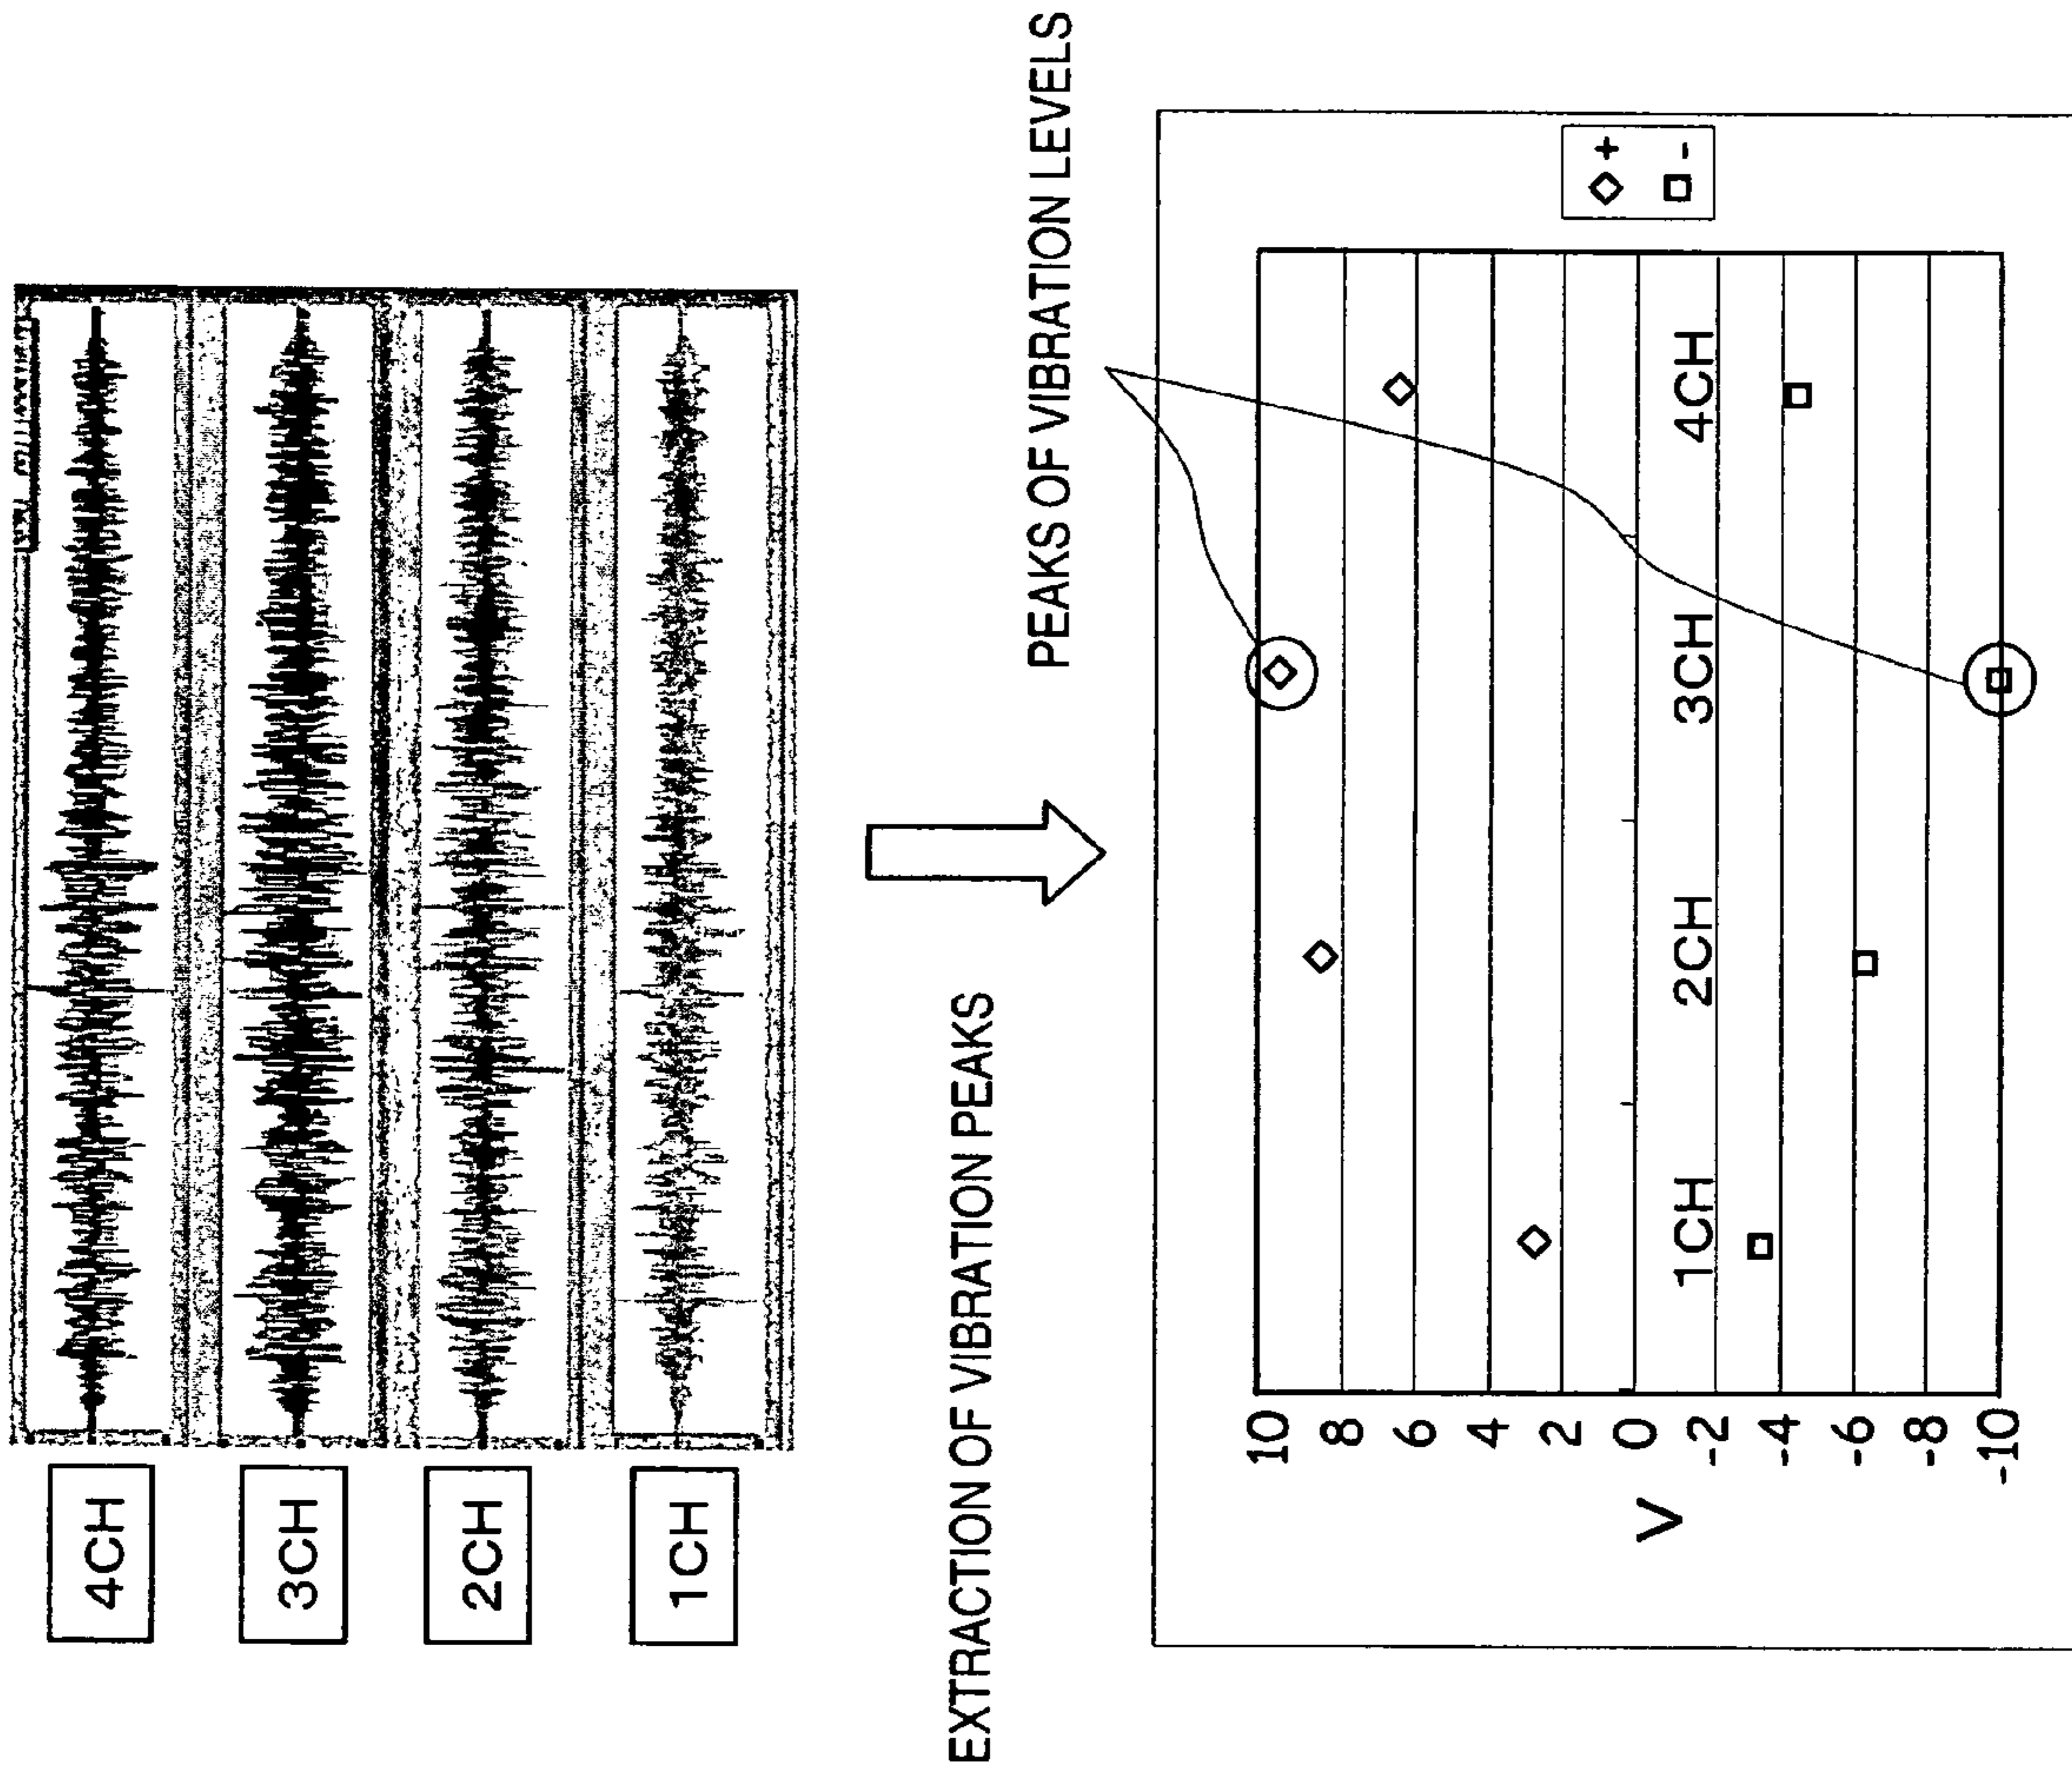 4CH
3CH
2CH
1CH
EXTRACTION OF VIBRATION PEAKS
PEAKS OF VIBRATION LEVELS
10
8
6
4
2
0
-2
-4
-6
-8
-10
V
1CH
2CH
3CH
4CH
+
-